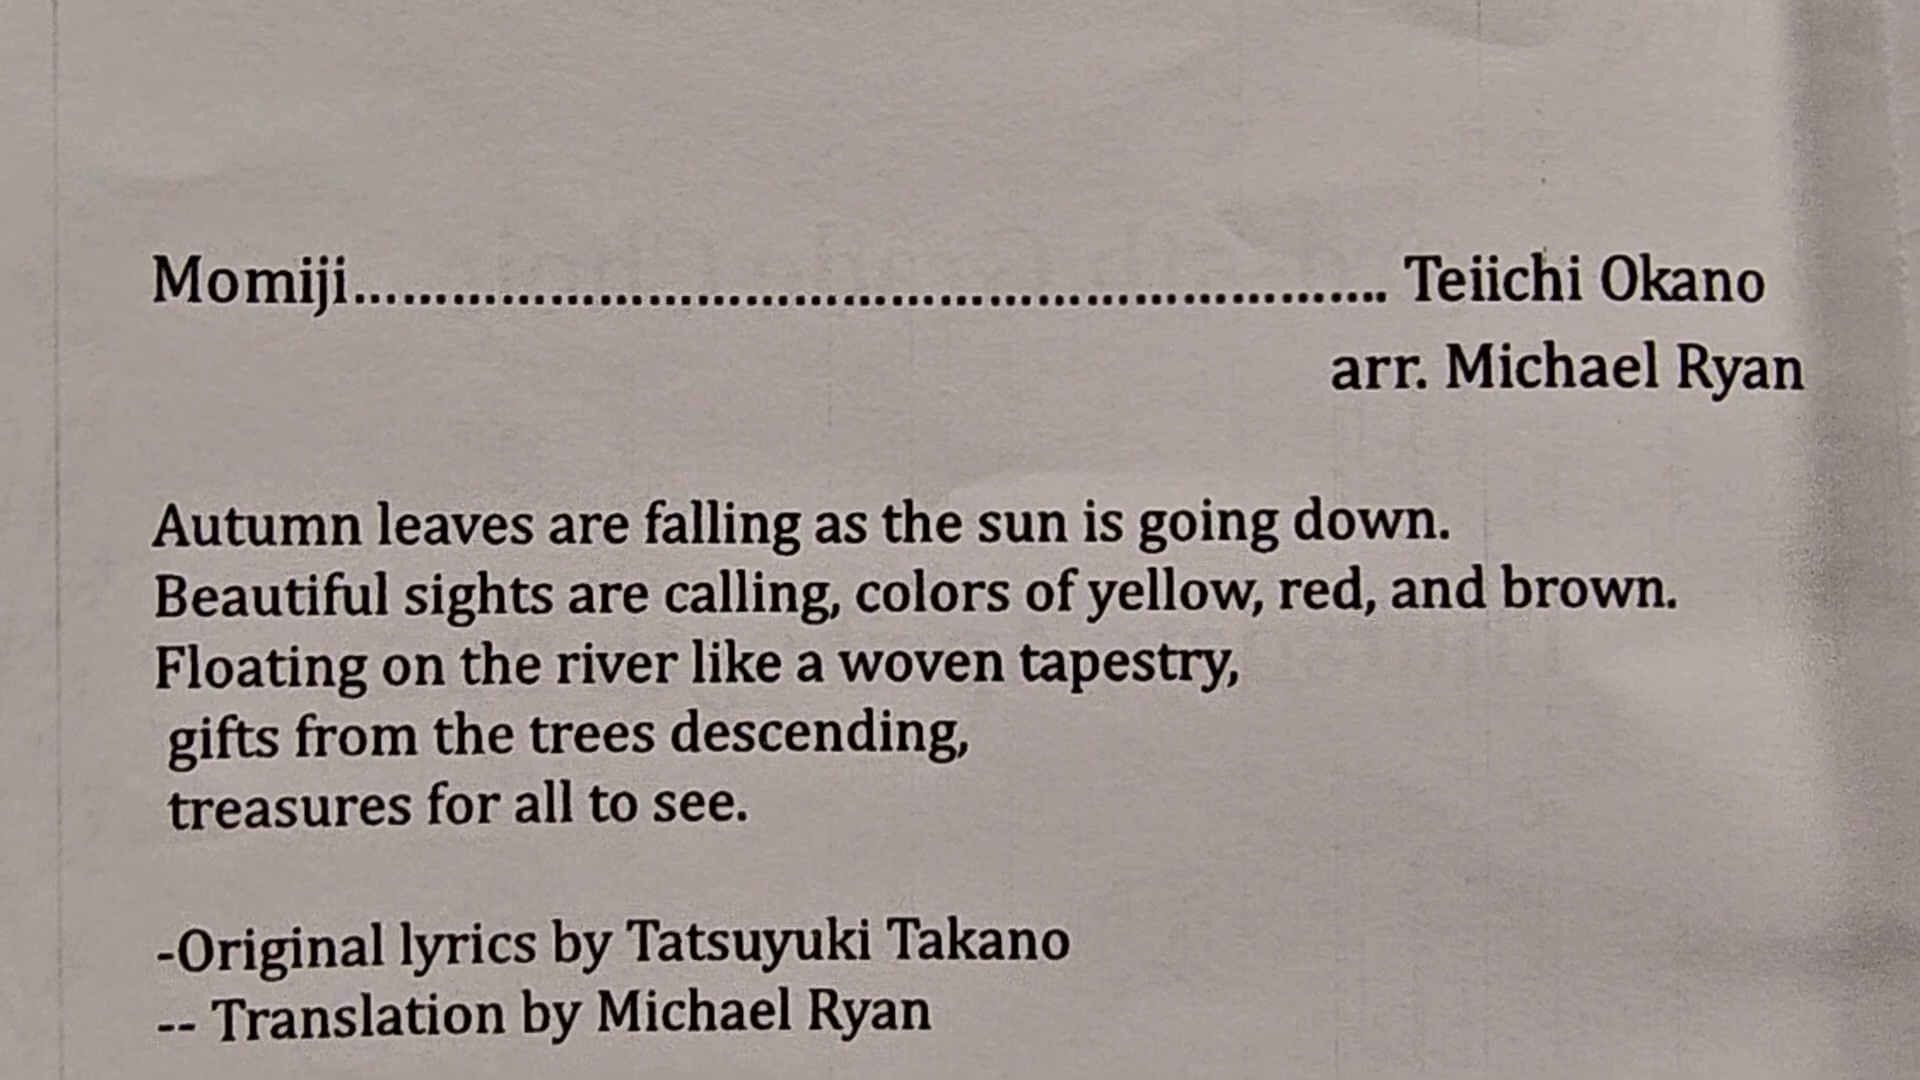 Momiji................................................................ Teiichi Okano
arr. Michael Ryan
Autumn leaves are falling as the sun is going down.
Beautiful sights are calling, colors of yellow, red, and brown.
Floating on the river like a woven tapestry,
gifts from the trees descending,
treasures for all to see.
-Original lyrics by Tatsuyuki Takano
-- Translation by Michael Ryan